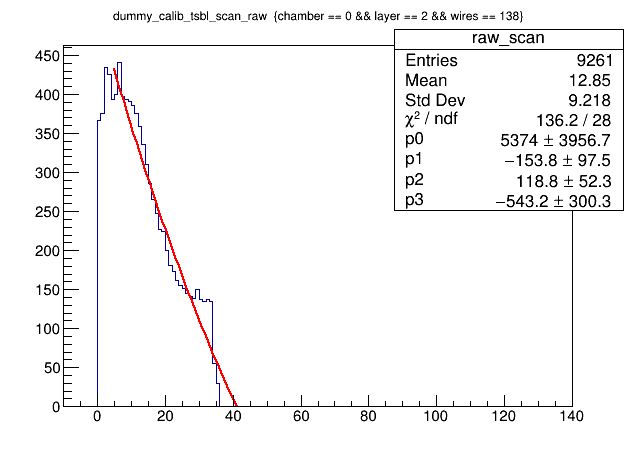 dummy_calib_tsbl_scan_raw {chamber == 0 && layer == 2 && wires == 138}
raw_scan
Entries 9261
Mean 12.85
Std Dev 9.218
χ² / ndf 136.2 / 28
p0 5374 ± 3956.7
p1 −153.8 ± 97.5
p2 118.8 ± 52.3
p3 −543.2 ± 300.3
450
400
350
300
250
200
150
100
50
0
0 20 40 60 80 100 120 140